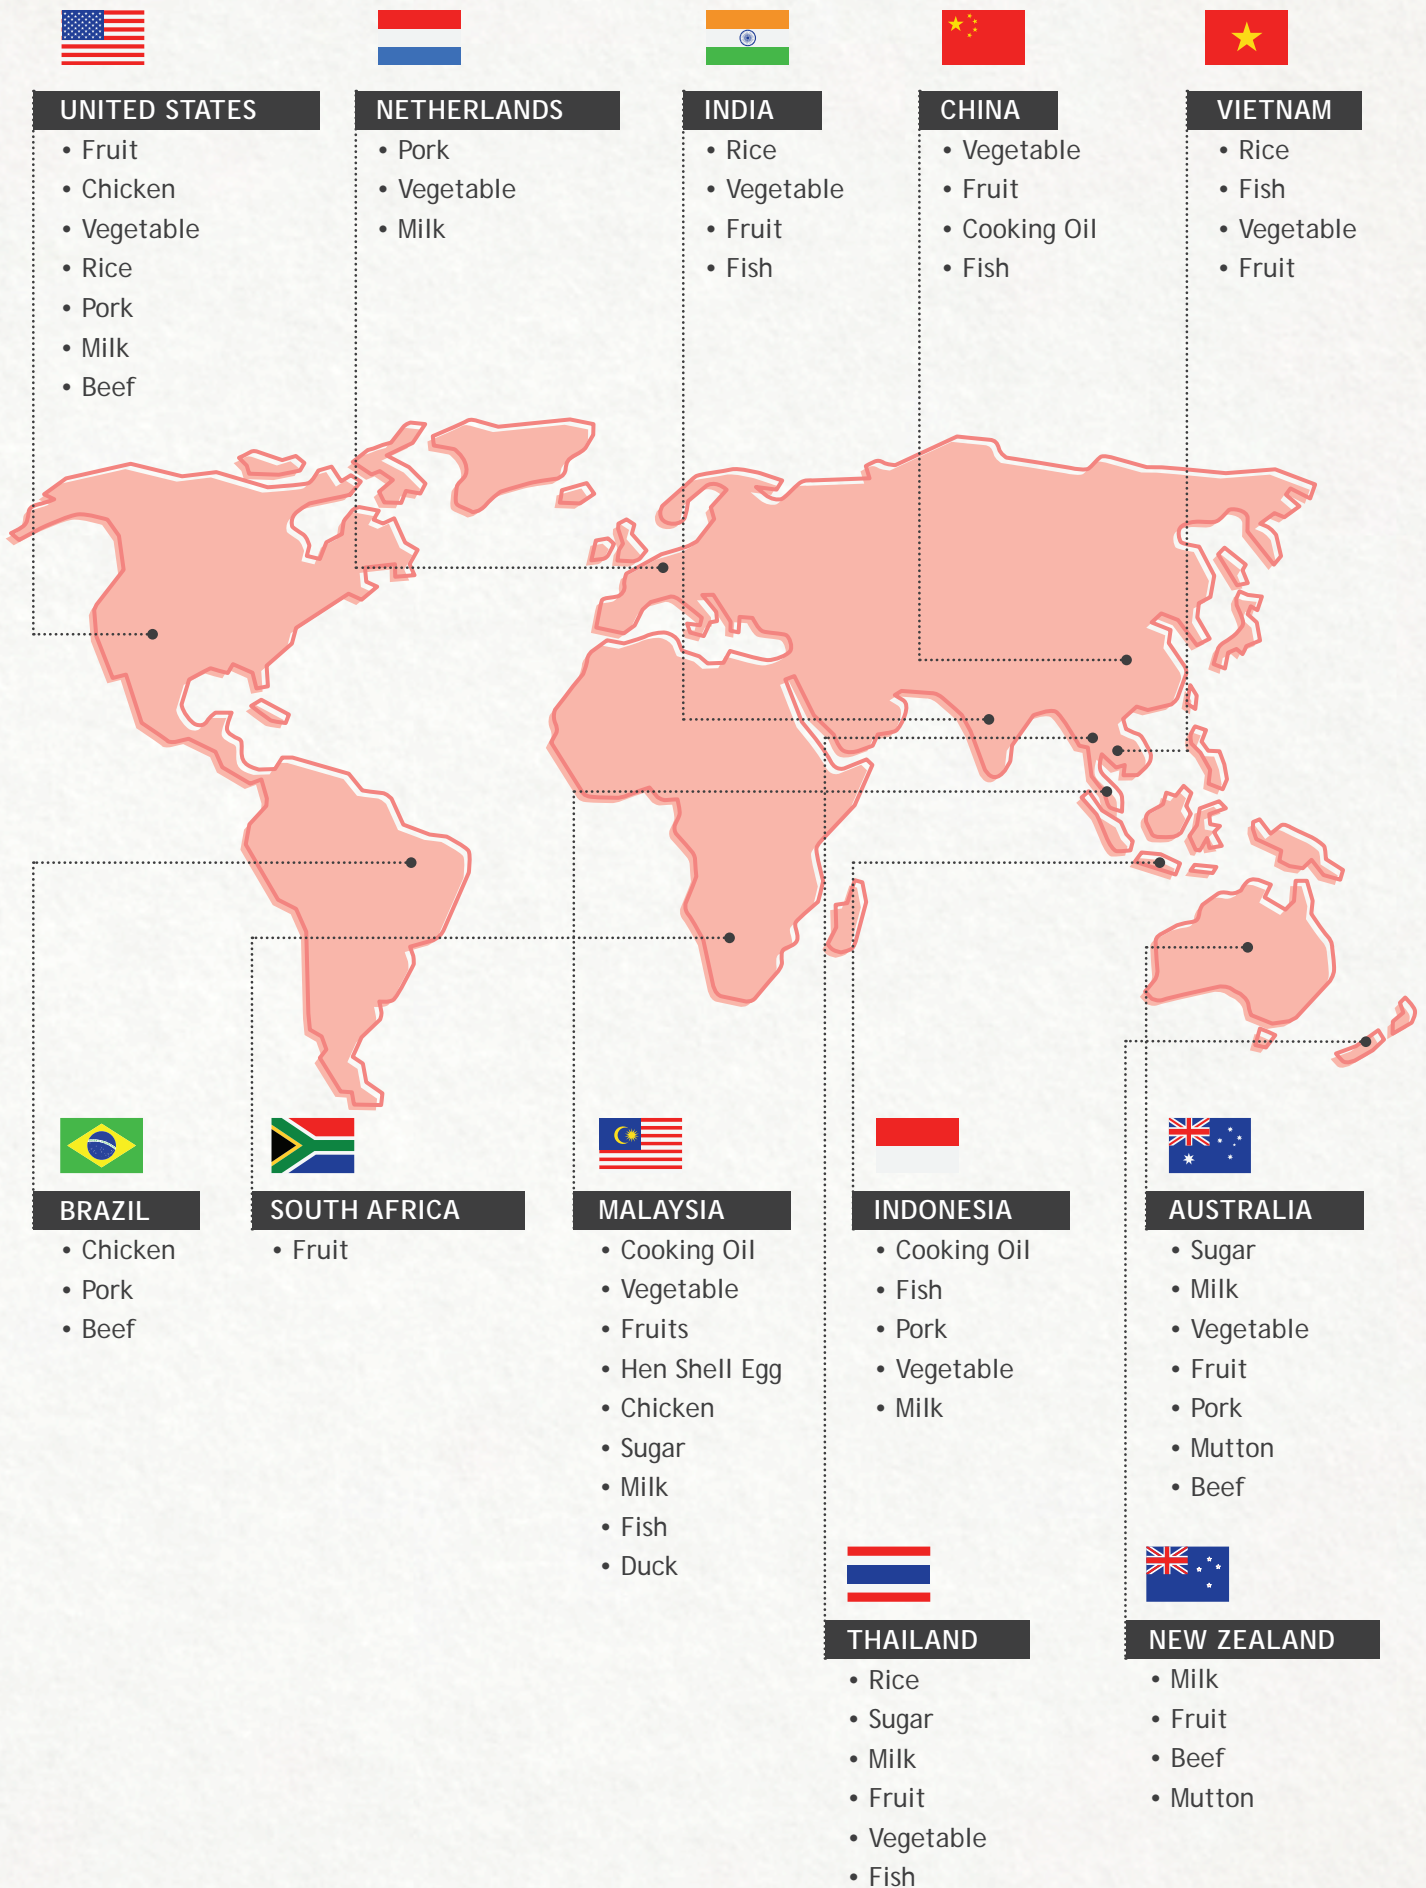 UNITED STATES
• Fruit
• Chicken
• Vegetable
• Rice
• Pork
• Milk
• Beef
NETHERLANDS
• Pork
• Vegetable
• Milk
INDIA
• Rice
• Vegetable
• Fruit
• Fish
CHINA
• Vegetable
• Fruit
• Cooking Oil
• Fish
VIETNAM
• Rice
• Fish
• Vegetable
• Fruit
BRAZIL
• Chicken
• Pork
• Beef
SOUTH AFRICA
• Fruit
MALAYSIA
• Cooking Oil
• Vegetable
• Fruits
• Hen Shell Egg
• Chicken
• Sugar
• Milk
• Fish
• Duck
INDONESIA
• Cooking Oil
• Fish
• Pork
• Vegetable
• Milk
AUSTRALIA
• Sugar
• Milk
• Vegetable
• Fruit
• Pork
• Mutton
• Beef
THAILAND
• Rice
• Sugar
• Milk
• Fruit
• Vegetable
• Fish
NEW ZEALAND
• Milk
• Fruit
• Beef
• Mutton